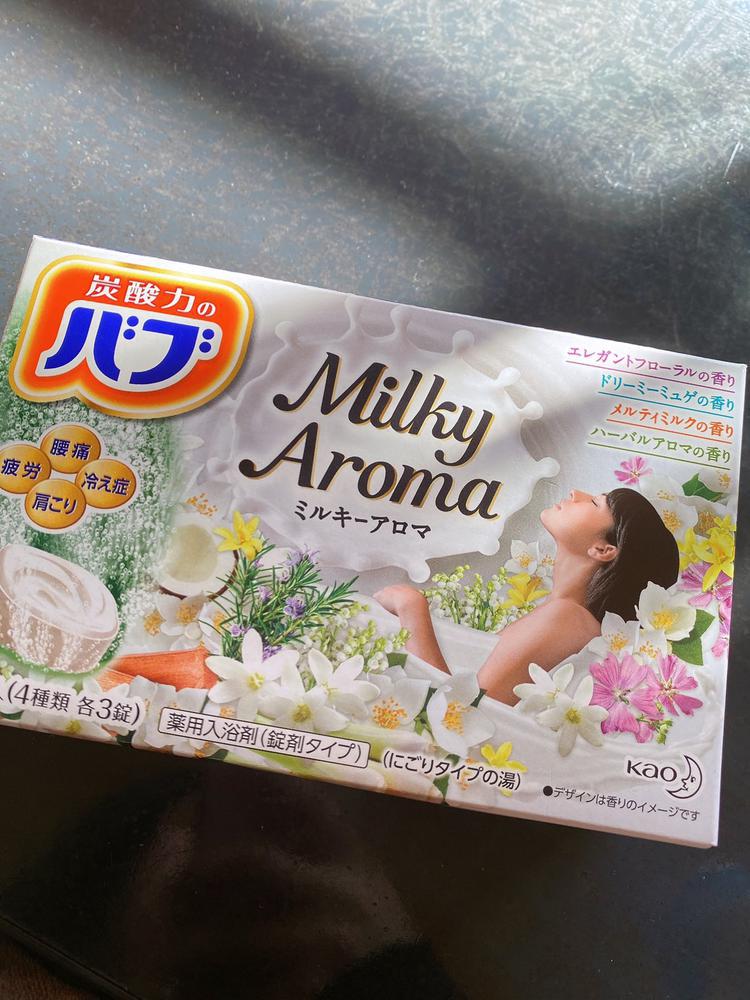 炭酸力の
バブ
Milky
Aroma
ミルキーアロマ
エレガントフローラルの香り
ドリーミーミュゲの香り
メルティミルクの香り
ハーバルアロマの香り
腰痛
疲労
冷え症
肩こり
(4種類 各3錠)
薬用入浴剤(錠剤タイプ)
(にごりタイプの湯)
Kao
●デザインは香りのイメージです